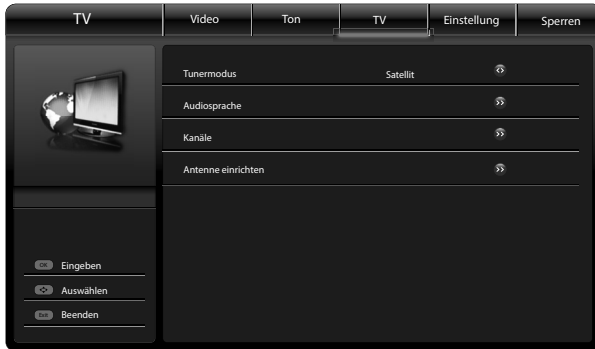 TV
Video Ton TV Einstellung Sperren
Tunermodus Satellit
Audiosprache
Kanäle
Antenne einrichten
OK Eingeben
Auswählen
Exit Beenden